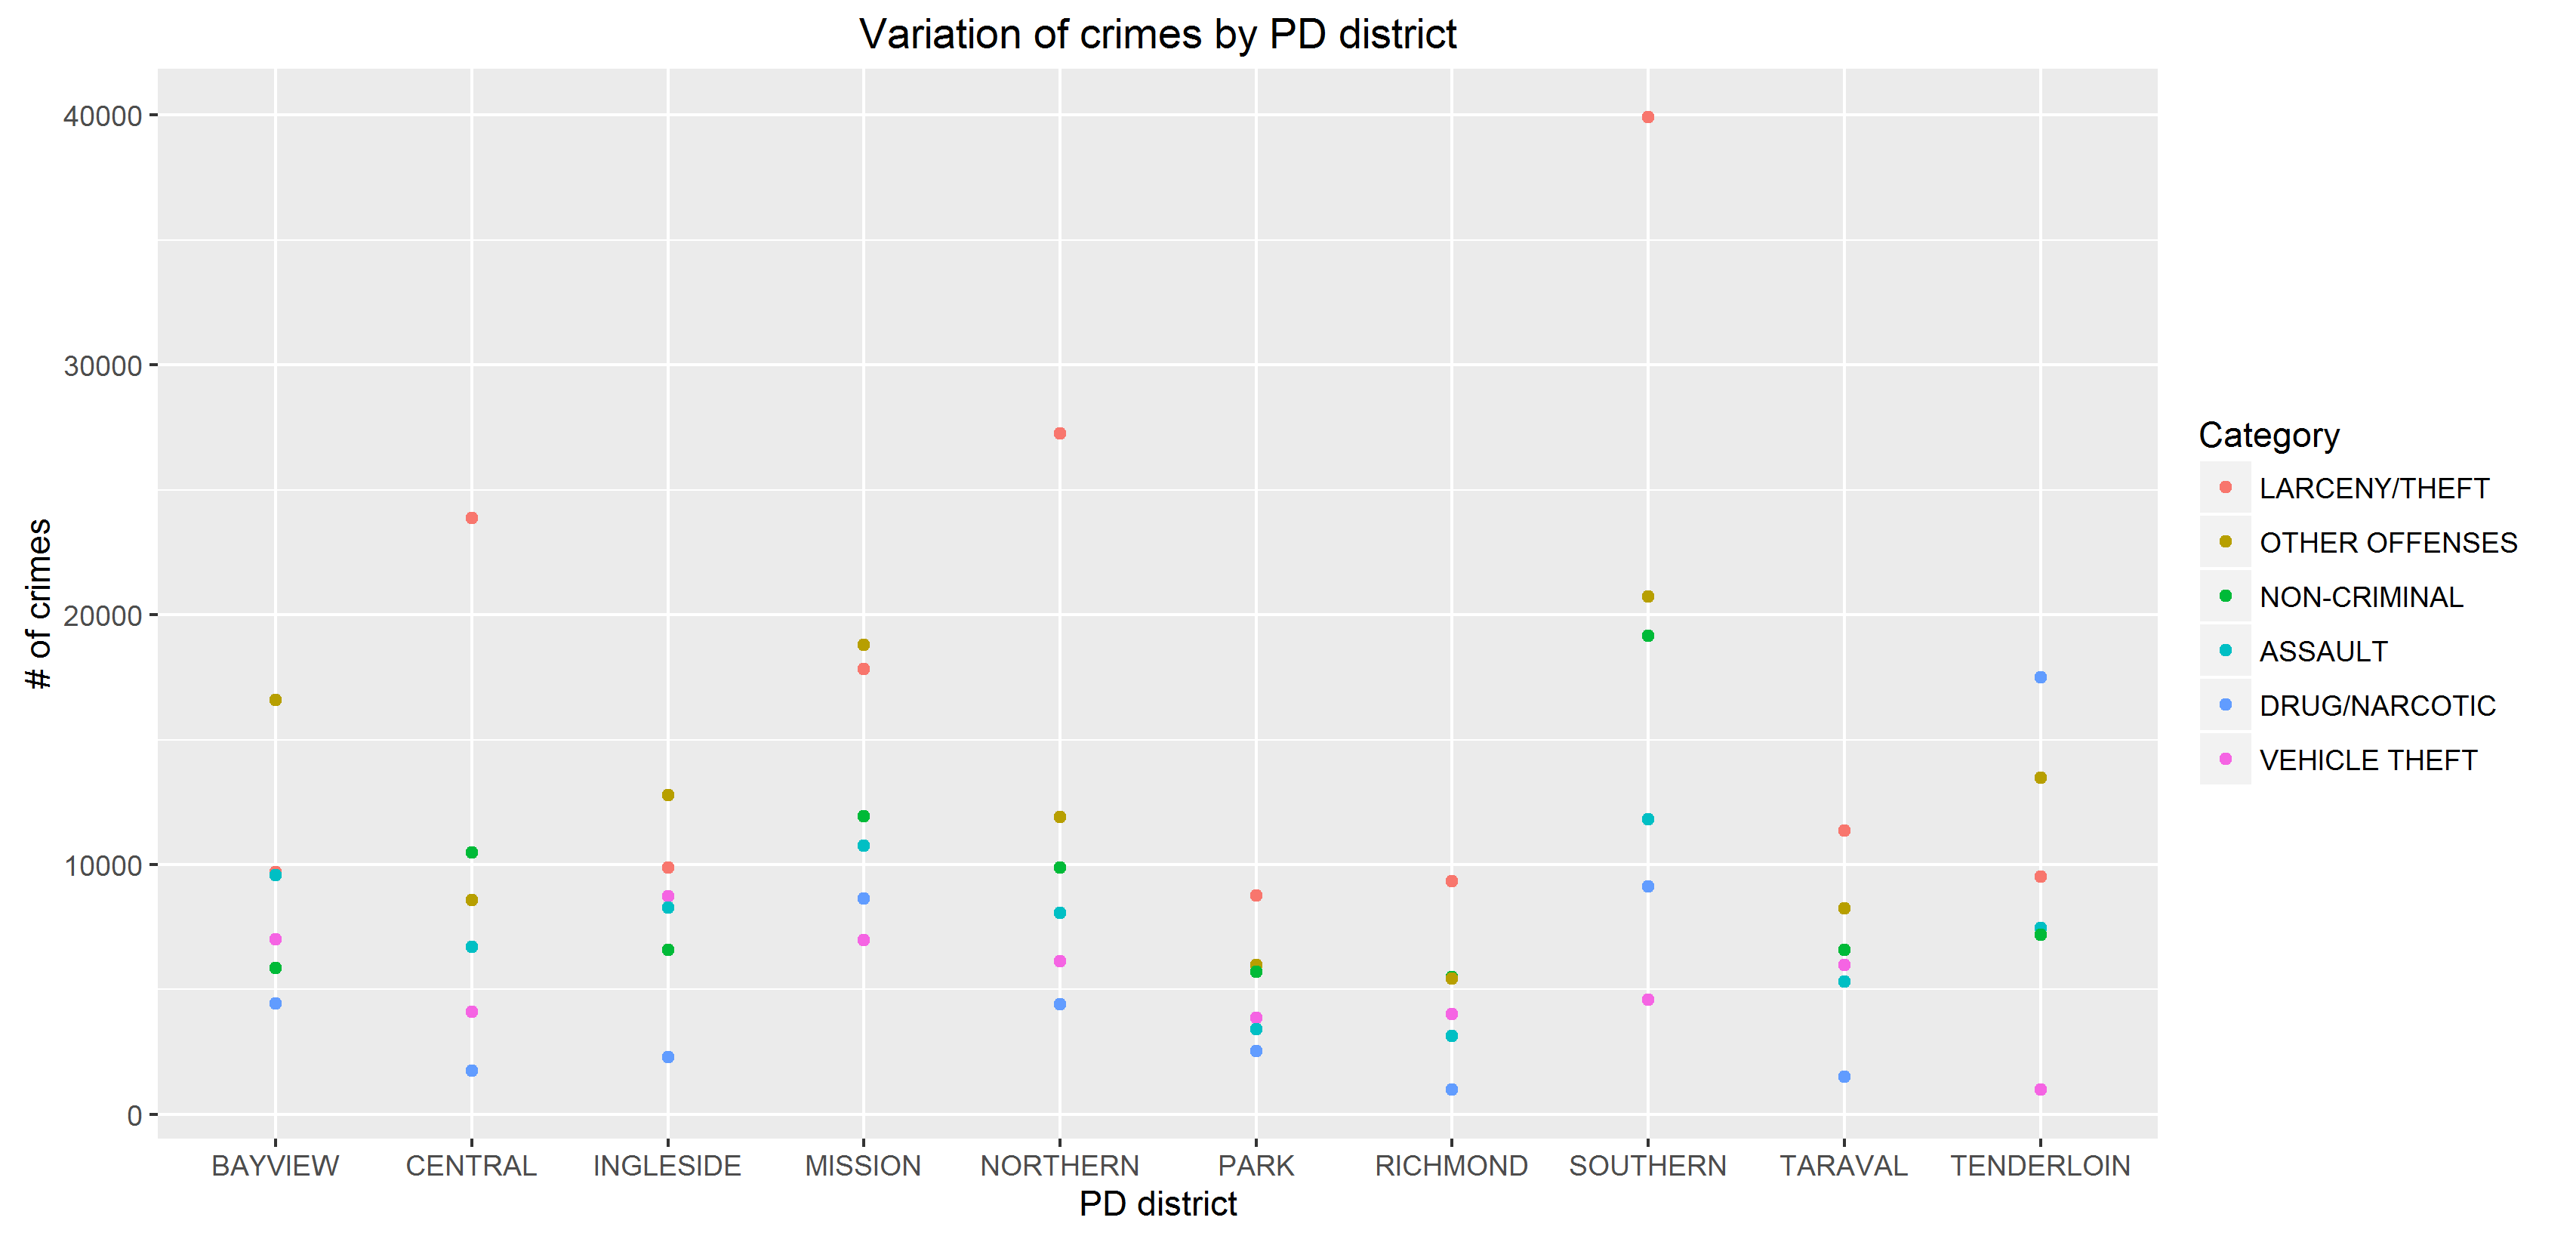 Variation of crimes by PD district
# of crimes
40000
30000
20000
10000
0
BAYVIEW CENTRAL INGLESIDE MISSION NORTHERN PARK RICHMOND SOUTHERN TARAVAL TENDERLOIN
PD district
Category
LARCENY/THEFT
OTHER OFFENSES
NON-CRIMINAL
ASSAULT
DRUG/NARCOTIC
VEHICLE THEFT